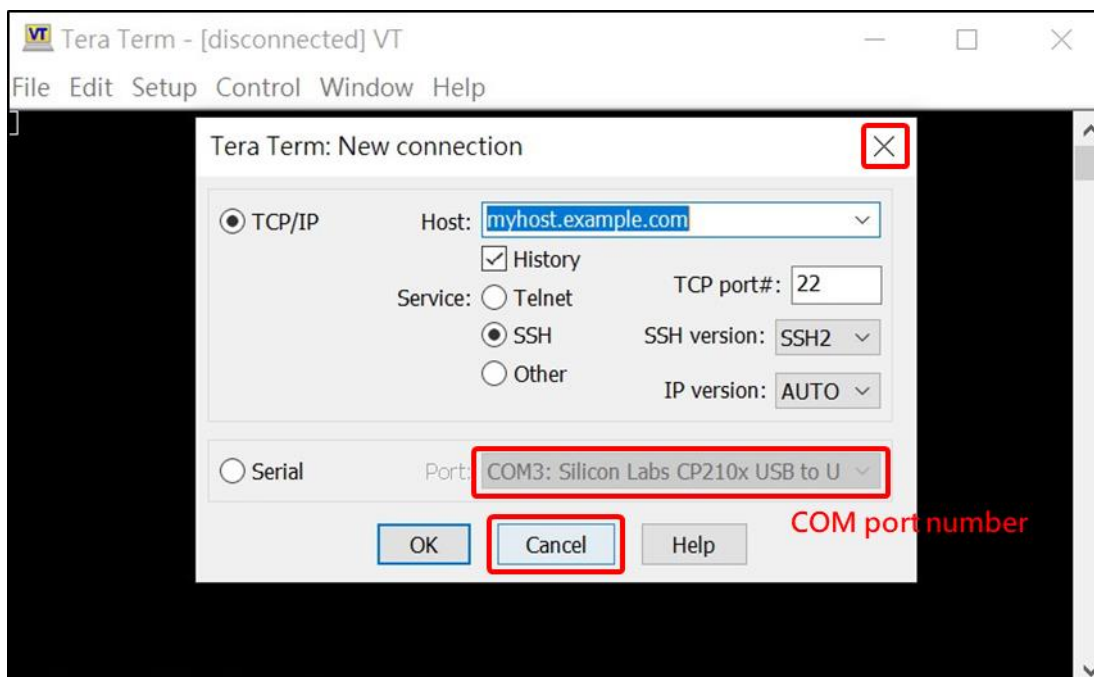 VT Tera Term - [disconnected] VT
File Edit Setup Control Window Help
Tera Term: New connection
TCP/IP Host: myhost.example.com
History
Service: Telnet TCP port#: 22
SSH SSH version: SSH2
Other IP version: AUTO
Serial Port: COM3: Silicon Labs CP210x USB to U
COM port number
OK Cancel Help